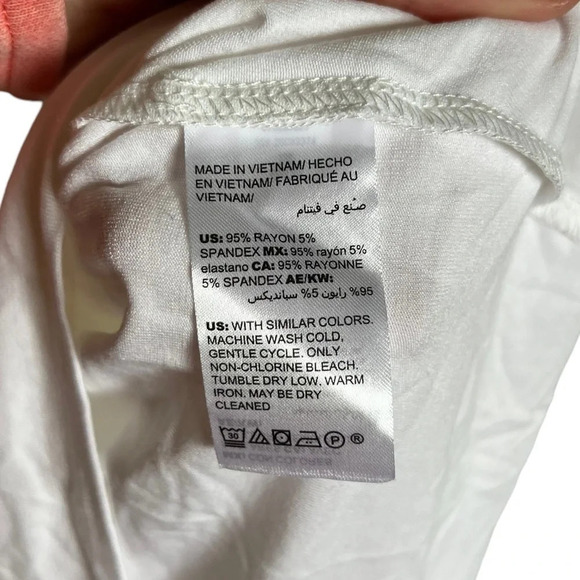 MADE IN VIETNAM/ HECHO
EN VIETNAM/ FABRIQUÉ AU
VIETNAM/
صُنع في فيتنام
US: 95% RAYON 5%
SPANDEX MX: 95% rayón 5%
elastano CA: 95% RAYONNE
5% SPANDEX AE/KW:
95% رايون 5% سبانديكس
US: WITH SIMILAR COLORS.
MACHINE WASH COLD,
GENTLE CYCLE. ONLY
NON-CHLORINE BLEACH.
TUMBLE DRY LOW. WARM
IRON. MAY BE DRY
CLEANED
30 P ®